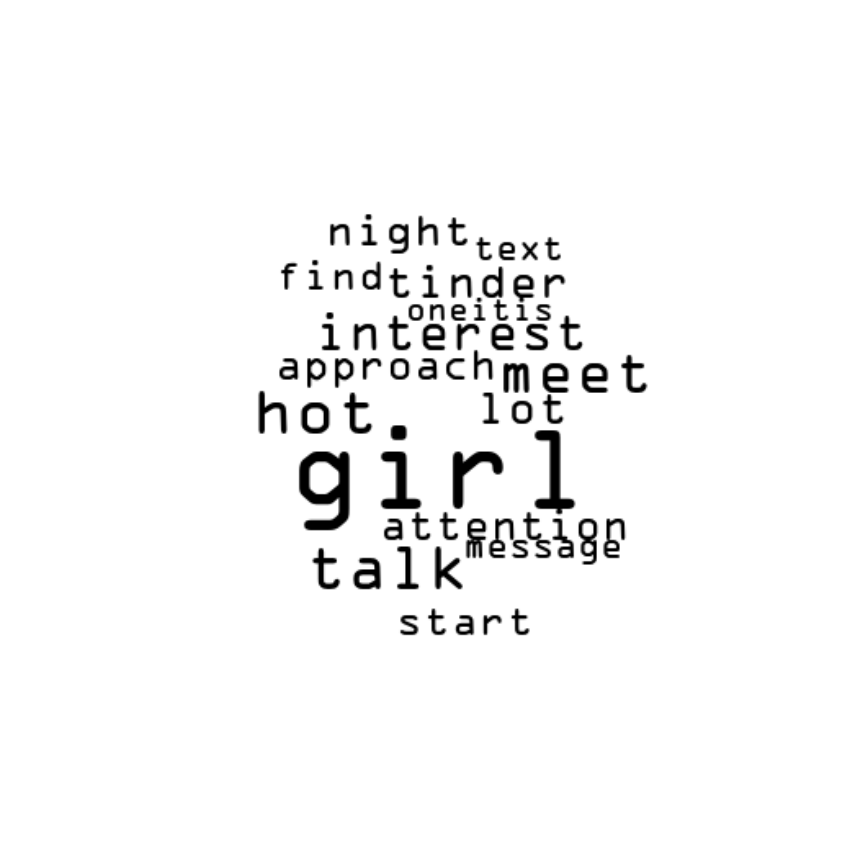 night text
find tinder
oneitis
interest
approach meet
hot lot
girl
attention
message
talk
start